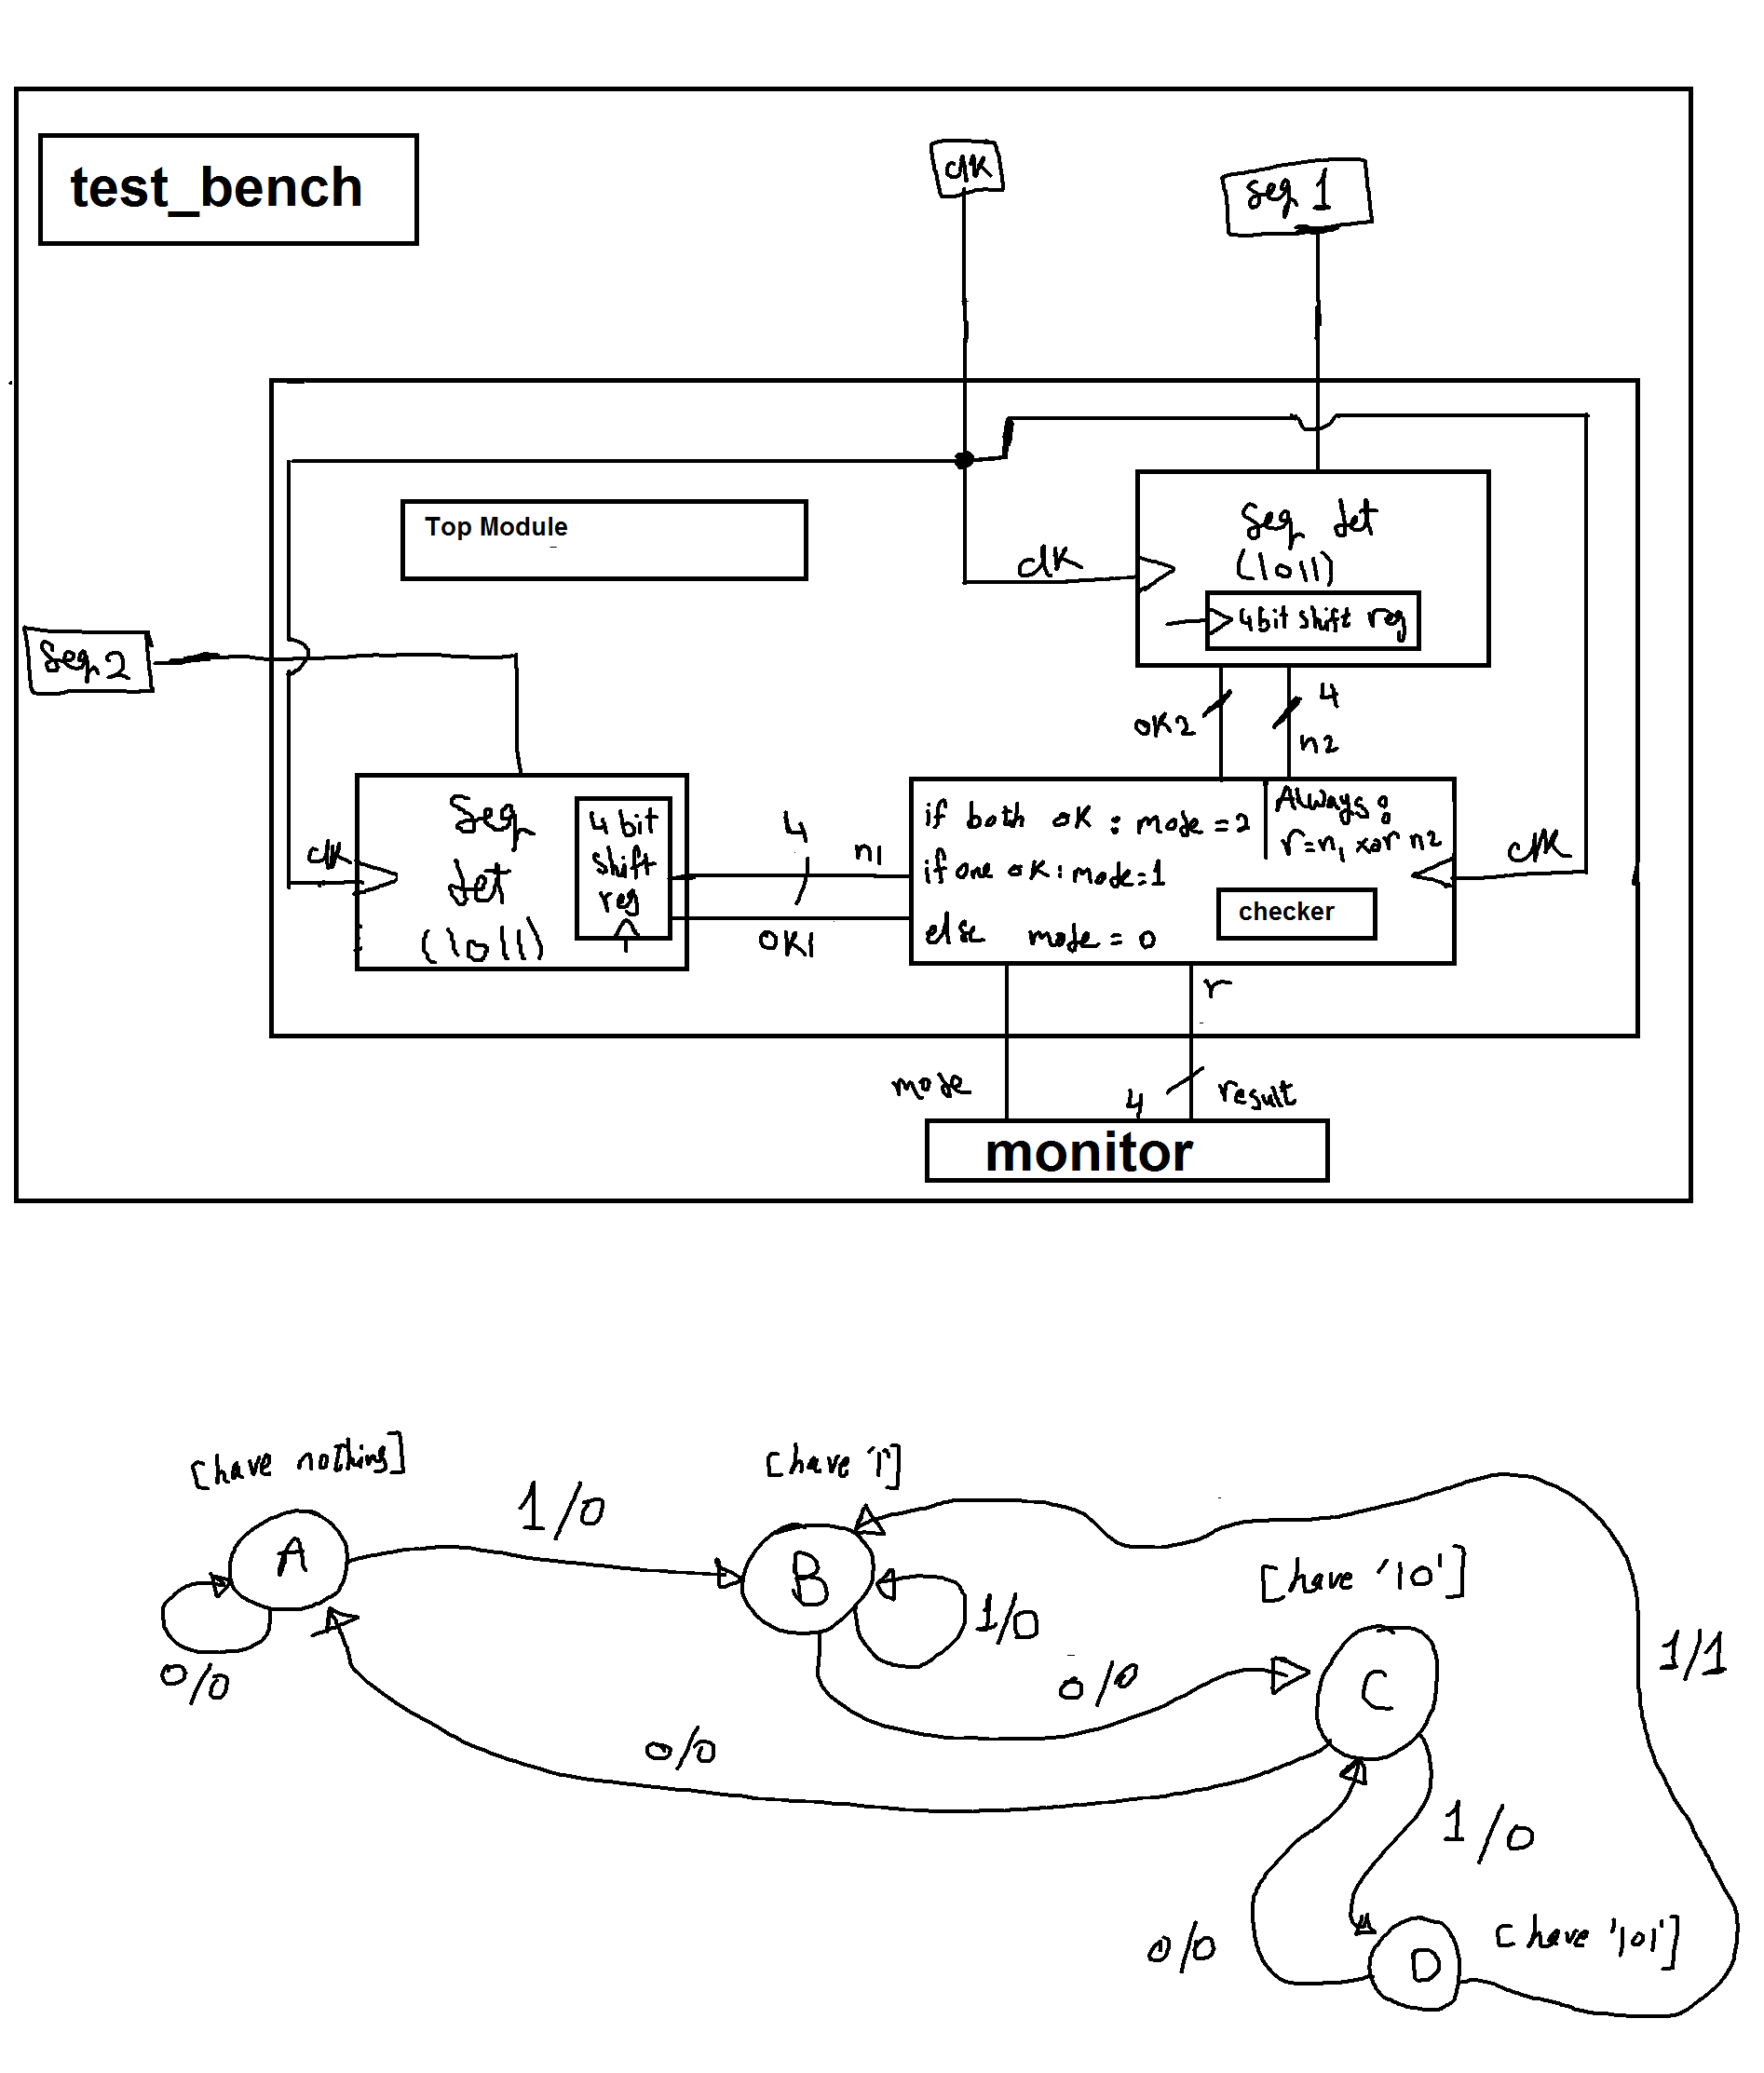 test_bench
clk
seq 1
Top Module
clk
seq det
(1011)
4 bit shift reg
seq 2
ok2
4
n2
seq
det
(1011)
clk
4 bit
shift
reg
4
n1
ok1
if both ok : mode = 2
if one ok : mode = 1
else mode = 0
Always :
r = n1 xor n2
checker
clk
r
mode
4
result
monitor
[have nothing]
A
0/0
1/0
[have '1']
B
1/0
0/0
0/0
[have '10']
C
1/1
1/0
0/0
D
[have '101']